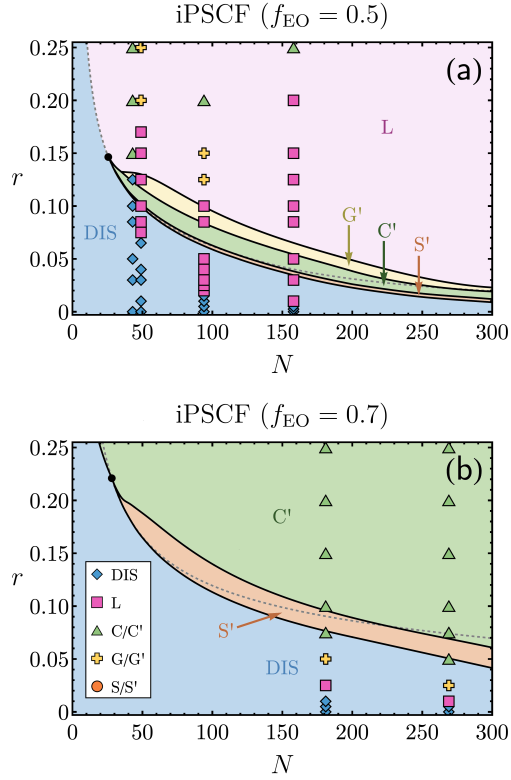 iPSCF (f_EO = 0.5)
(a)
0.25
0.20
0.15
0.10
0.05
0
r
L
G'
C'
S'
DIS
0 50 100 150 200 250 300
N
iPSCF (f_EO = 0.7)
(b)
0.25
0.20
0.15
0.10
0.05
0
r
C'
S'
DIS
DIS
L
C/C'
G/G'
S/S'
0 50 100 150 200 250 300
N